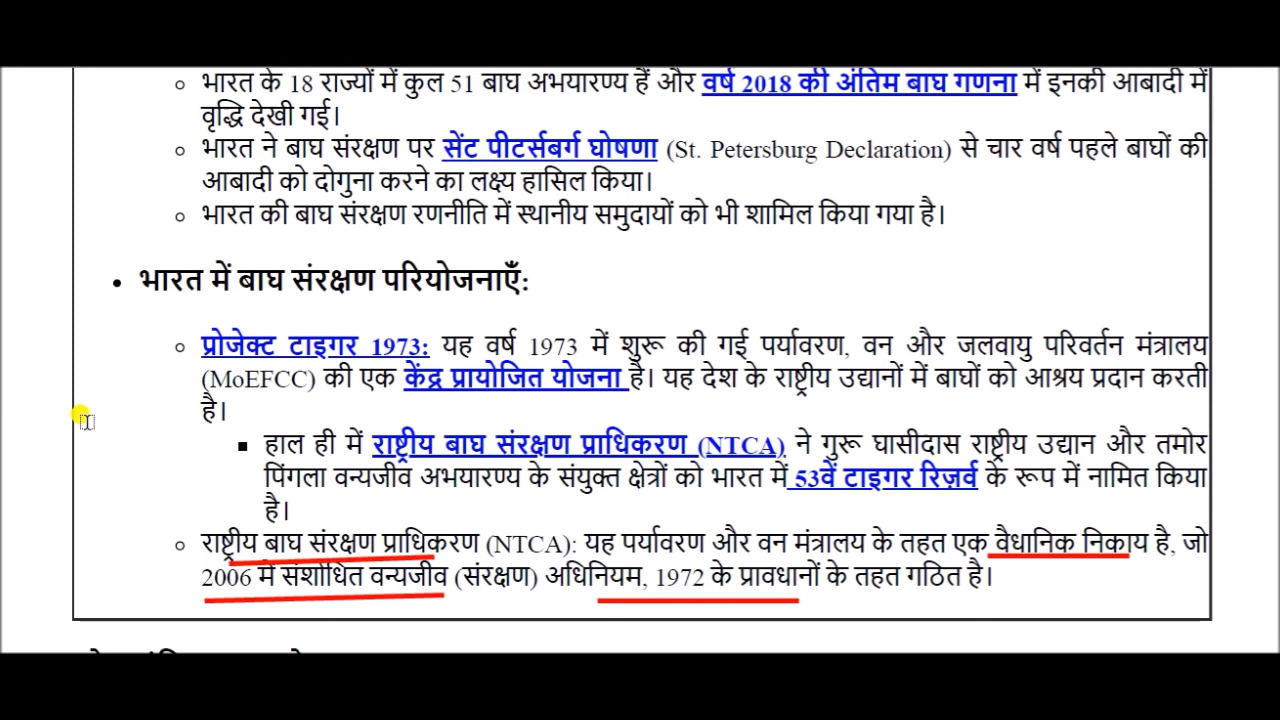 भारत के 18 राज्यों में कुल 51 बाघ अभयारण्य हैं और वर्ष 2018 की अंतिम बाघ गणना में इनकी आबादी में
वृद्धि देखी गई।
भारत ने बाघ संरक्षण पर सेंट पीटर्सबर्ग घोषणा (St. Petersburg Declaration) से चार वर्ष पहले बाघों की
आबादी को दोगुना करने का लक्ष्य हासिल किया।
भारत की बाघ संरक्षण रणनीति में स्थानीय समुदायों को भी शामिल किया गया है।
भारत में बाघ संरक्षण परियोजनाएँ:
प्रोजेक्ट टाइगर 1973: यह वर्ष 1973 में शुरू की गई पर्यावरण, वन और जलवायु परिवर्तन मंत्रालय
(MoEFCC) की एक केंद्र प्रायोजित योजना है। यह देश के राष्ट्रीय उद्यानों में बाघों को आश्रय प्रदान करती
है।
हाल ही में राष्ट्रीय बाघ संरक्षण प्राधिकरण (NTCA) ने गुरू घासीदास राष्ट्रीय उद्यान और तमोर
पिंगला वन्यजीव अभयारण्य के संयुक्त क्षेत्रों को भारत में 53वें टाइगर रिज़र्व के रूप में नामित किया
है।
राष्ट्रीय बाघ संरक्षण प्राधिकरण (NTCA): यह पर्यावरण और वन मंत्रालय के तहत एक वैधानिक निकाय है, जो
2006 में संशोधित वन्यजीव (संरक्षण) अधिनियम, 1972 के प्रावधानों के तहत गठित है।